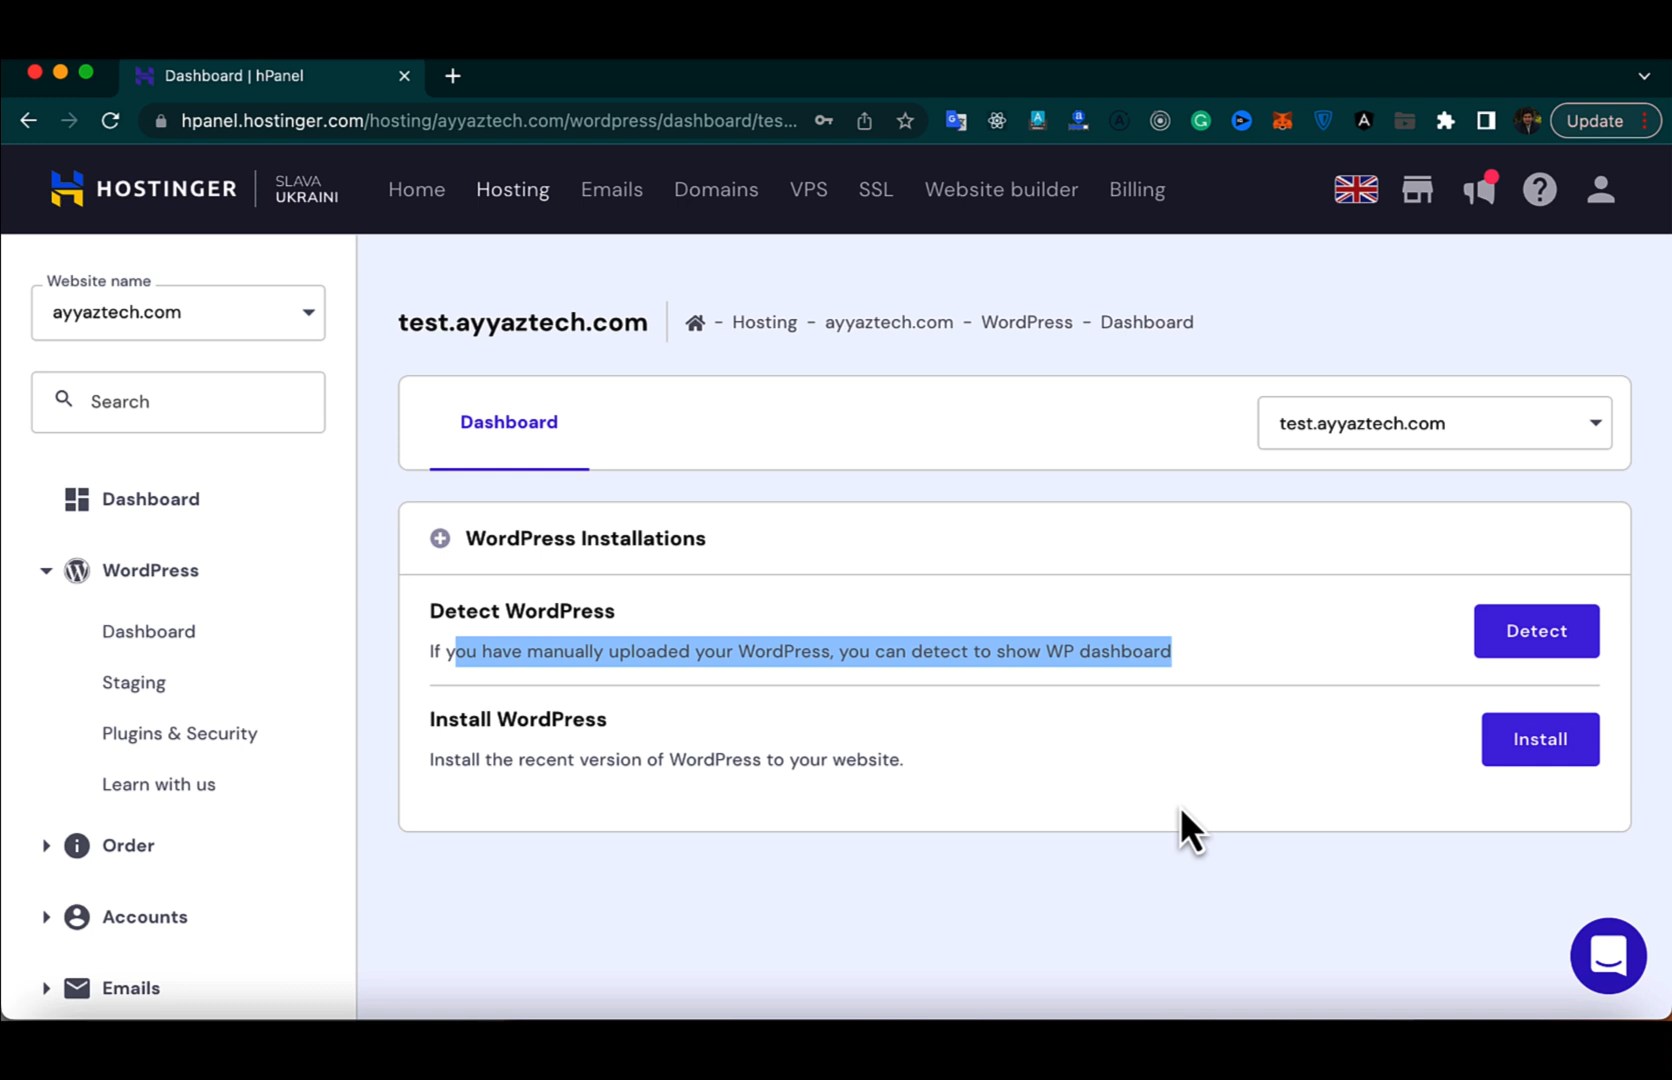 Dashboard | hPanel
hpanel.hostinger.com/hosting/ayyaztech.com/wordpress/dashboard/tes...
Update
HOSTINGER
SLAVA
UKRAINI
Home
Hosting
Emails
Domains
VPS
SSL
Website builder
Billing
Website name
ayyaztech.com
Search
Dashboard
WordPress
Dashboard
Staging
Plugins & Security
Learn with us
Order
Accounts
Emails
test.ayyaztech.com
- Hosting - ayyaztech.com - WordPress - Dashboard
Dashboard
test.ayyaztech.com
WordPress Installations
Detect WordPress
If you have manually uploaded your WordPress, you can detect to show WP dashboard
Detect
Install WordPress
Install the recent version of WordPress to your website.
Install